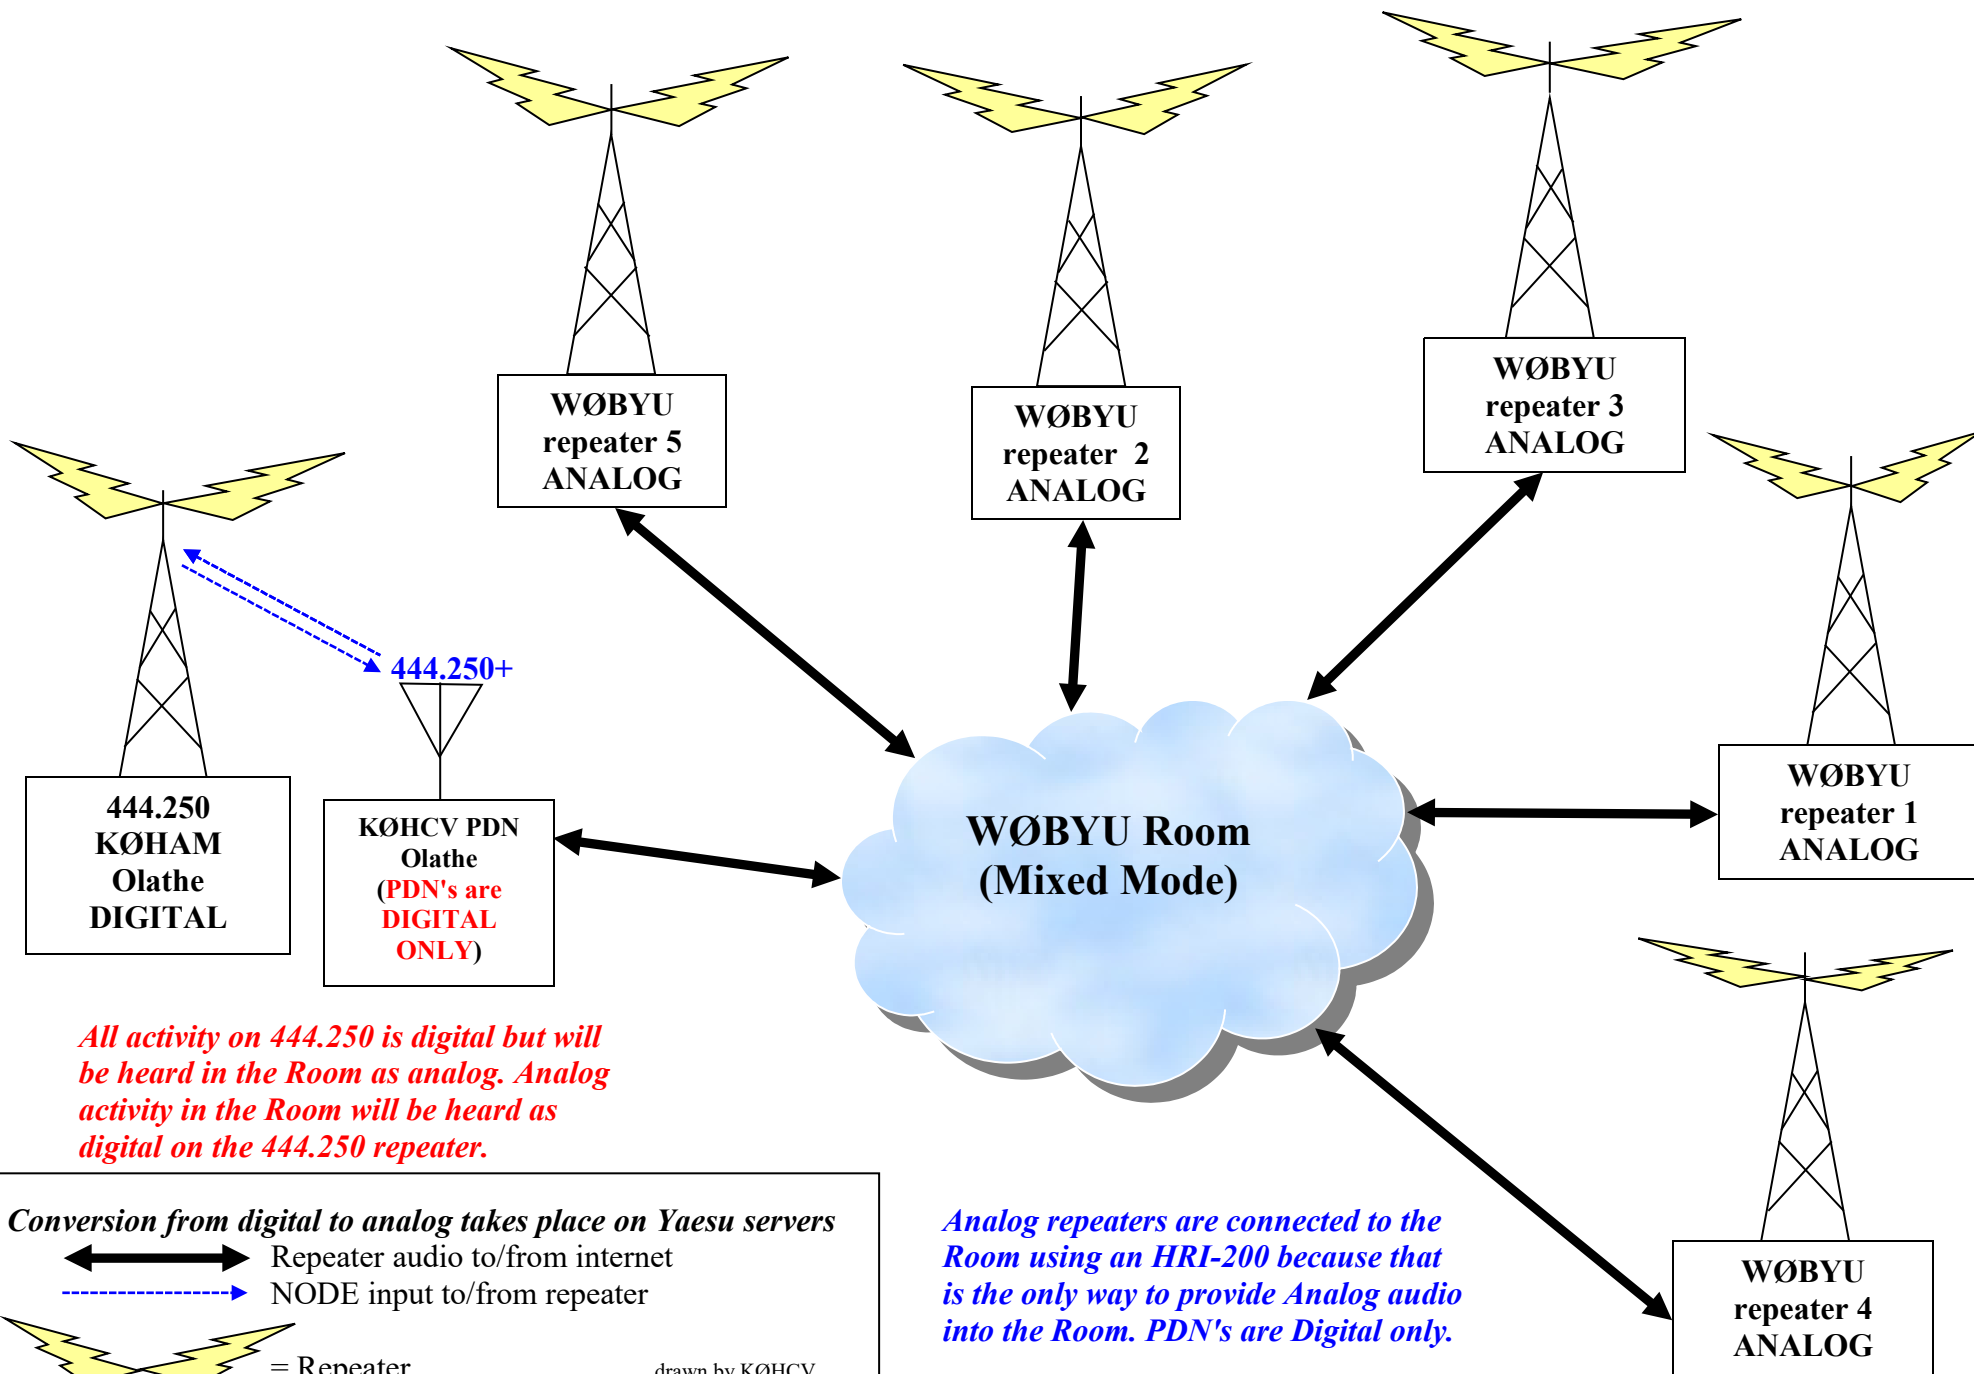 WØBYU
repeater 5
ANALOG
WØBYU
repeater 2
ANALOG
WØBYU
repeater 3
ANALOG
444.250+
444.250
KØHAM
Olathe
DIGITAL
KØHCV PDN
Olathe
(PDN's are
DIGITAL
ONLY)
WØBYU Room
(Mixed Mode)
WØBYU
repeater 1
ANALOG
All activity on 444.250 is digital but will
be heard in the Room as analog. Analog
activity in the Room will be heard as
digital on the 444.250 repeater.
Conversion from digital to analog takes place on Yaesu servers
Repeater audio to/from internet
NODE input to/from repeater
= Repeater
drawn by KØHCV
Analog repeaters are connected to the
Room using an HRI-200 because that
is the only way to provide Analog audio
into the Room. PDN's are Digital only.
WØBYU
repeater 4
ANALOG